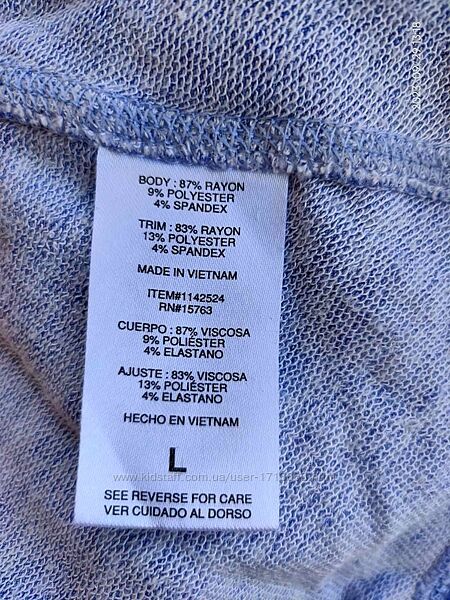 BODY : 87% RAYON
9% POLYESTER
4% SPANDEX
TRIM : 83% RAYON
13% POLYESTER
4% SPANDEX
MADE IN VIETNAM
ITEM#1142524
RN#15763
CUERPO : 87% VISCOSA
9% POLIÉSTER
4% ELASTANO
AJUSTE : 83% VISCOSA
13% POLIÉSTER
4% ELASTANO
HECHO EN VIETNAM
L
SEE REVERSE FOR CARE
VER CUIDADO AL DORSO